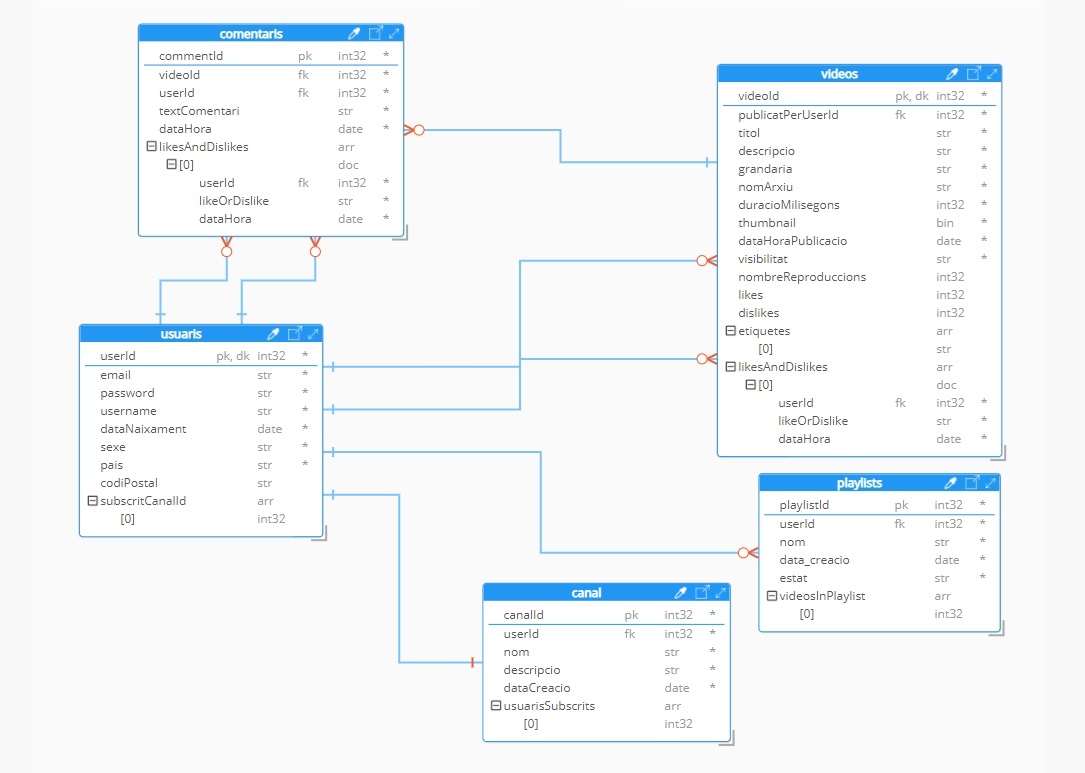 comentaris
commentId pk int32 *
videoId fk int32 *
userId fk int32 *
textComentari str *
dataHora date *
likesAndDislikes arr
[0] doc
userId fk int32 *
likeOrDislike str *
dataHora date *
videos
videoId pk, dk int32 *
publicatPerUserId fk int32 *
titol str *
descripcio str *
grandaria str *
nomArxiu str *
duracioMilisegons int32 *
thumbnail bin *
dataHoraPublicacio date *
visibilitat str *
nombreReproduccions int32
likes int32
dislikes int32
etiquetes arr
[0] str
likesAndDislikes arr
[0] doc
userId fk int32 *
likeOrDislike str *
dataHora date *
usuaris
userId pk, dk int32 *
email str *
password str *
username str *
dataNaixament date *
sexe str *
pais str *
codiPostal str
subscritCanalId arr
[0] int32
playlists
playlistId pk int32 *
userId fk int32 *
nom str *
data_creacio date *
estat str *
videosInPlaylist arr
[0] int32
canal
canalId pk int32 *
userId fk int32 *
nom str *
descripcio str *
dataCreacio date *
usuarisSubscrits arr
[0] int32